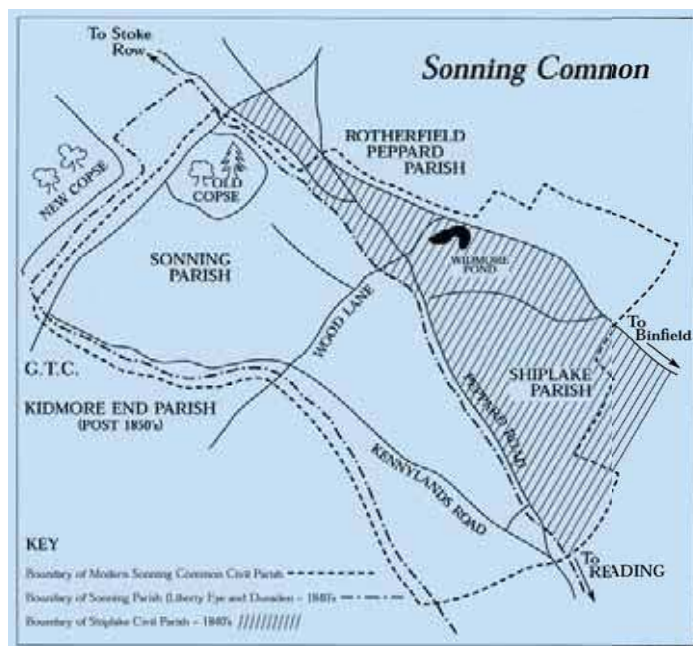 Sonning Common
To Stoke
Row
ROTHERFIELD
PEPPARD
PARISH
NEW COPSE
OLD
COPSE
WIDMORE
POND
SONNING
PARISH
WOOD LANE
To
Binfield
G.T.C.
SHIPLAKE
PARISH
PEPPARD ROAD
KIDMORE END PARISH
(POST 1850's)
KENNYLANDS ROAD
To
READING
KEY
Boundary of Modern Sonning Common Civil Parish
Boundary of Sonning Parish (Liberty Eye and Dunsden - 1840's
Boundary of Shiplake Civil Parish - 1840's